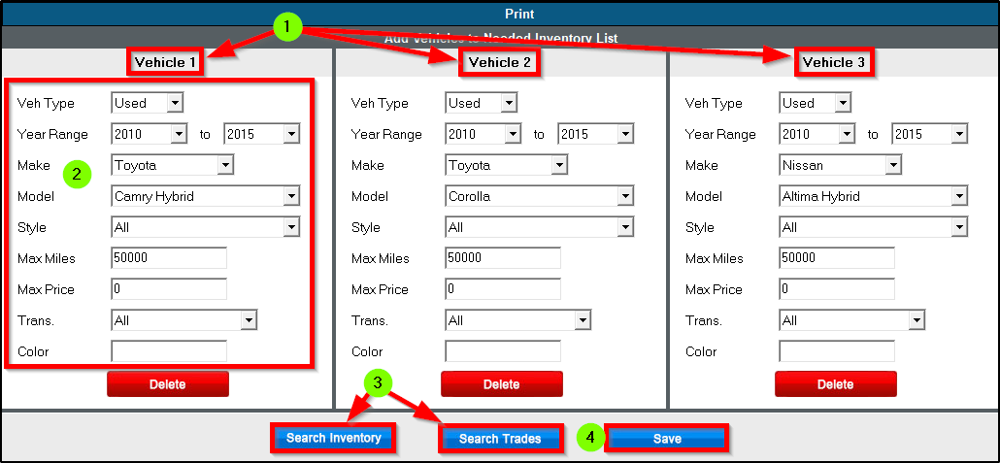 Print
1
Add Vehicles to Needed Inventory List
Vehicle 1 Vehicle 2 Vehicle 3
Veh Type Used Veh Type Used Veh Type Used
Year Range 2010 to 2015 Year Range 2010 to 2015 Year Range 2010 to 2015
Make Toyota Make Toyota Make Nissan
2
Model Camry Hybrid Model Corolla Model Altima Hybrid
Style All Style All Style All
Max Miles 50000 Max Miles 50000 Max Miles 50000
Max Price 0 Max Price 0 Max Price 0
Trans. All Trans. All Trans. All
Color Color Color
Delete Delete Delete
3
Search Inventory Search Trades 4 Save